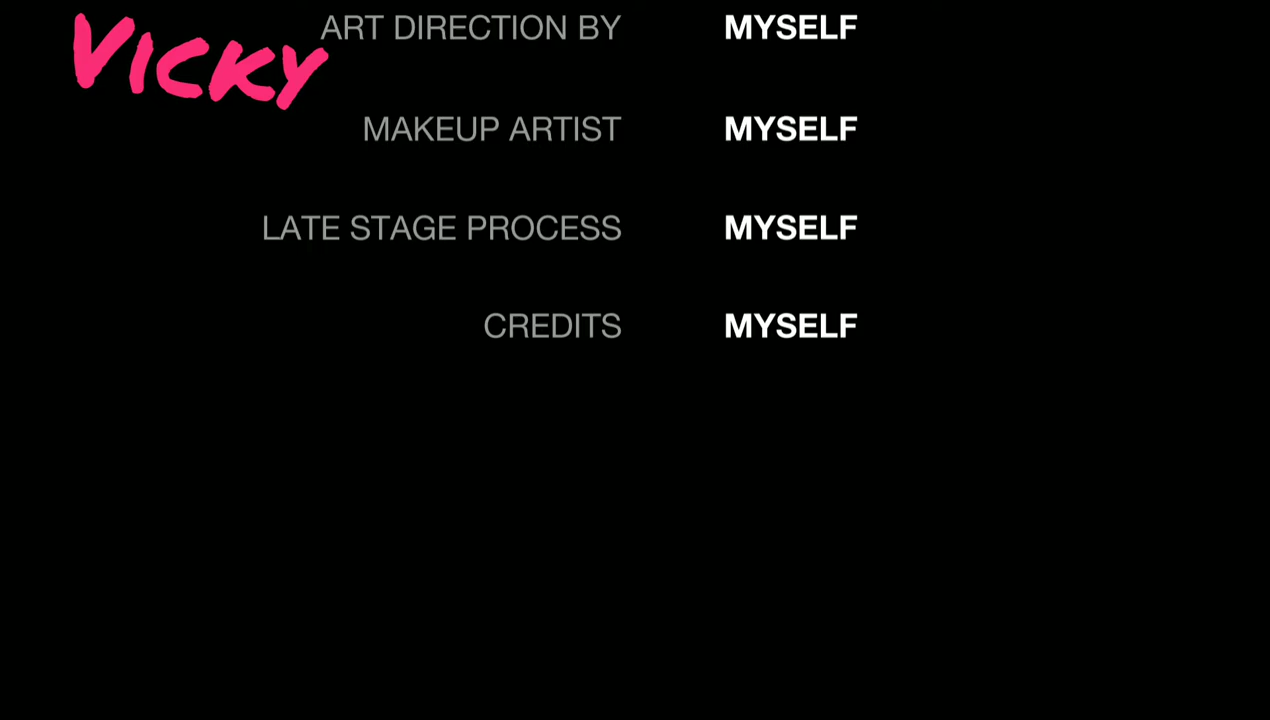 Vicky
ART DIRECTION BY MYSELF
MAKEUP ARTIST MYSELF
LATE STAGE PROCESS MYSELF
CREDITS MYSELF